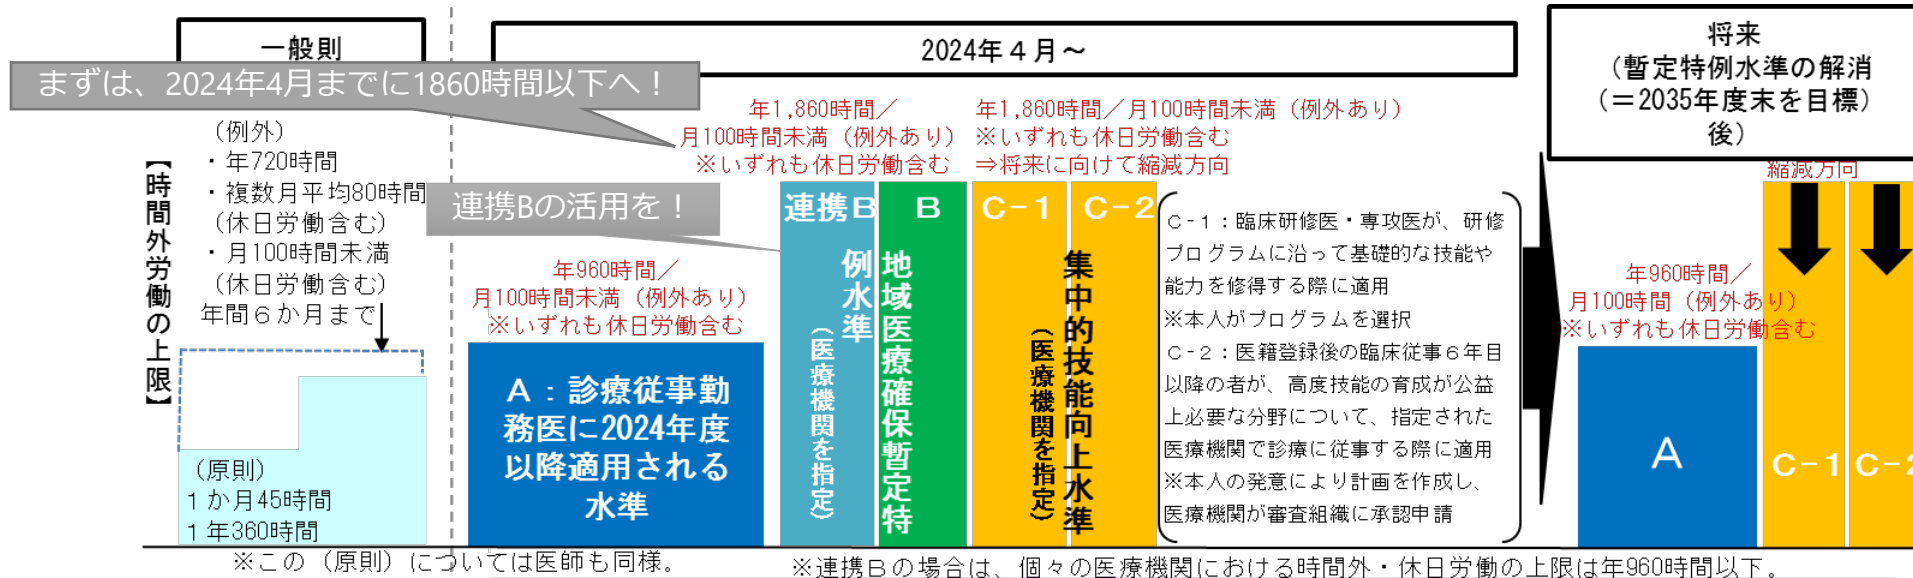 一般則
まずは、2024年4月までに1860時間以下へ！
（例外）
・年720時間
・複数月平均80時間
（休日労働含む）
・月100時間未満
（休日労働含む）
年間６か月まで
【時間外労働の上限】
（原則）
１か月45時間
１年360時間
※この（原則）については医師も同様。
2024年４月～
年1,860時間／
月100時間未満（例外あり）
※いずれも休日労働含む
年1,860時間／月100時間未満（例外あり）
※いずれも休日労働含む
⇒将来に向けて縮減方向
連携Bの活用を！
年960時間／
月100時間未満（例外あり）
※いずれも休日労働含む
Ａ：診療従事勤
務医に2024年度
以降適用される
水準
連携B
B
地域医療確保暫定特
例水準
（医療機関を指定）
C-1
C-2
集中的技能向上水準
（医療機関を指定）
C-1：臨床研修医・専攻医が、研修
プログラムに沿って基礎的な技能や
能力を修得する際に適用
※本人がプログラムを選択
C-2：医籍登録後の臨床従事６年目
以降の者が、高度技能の育成が公益
上必要な分野について、指定された
医療機関で診療に従事する際に適用
※本人の発意により計画を作成し、
医療機関が審査組織に承認申請
※連携Ｂの場合は、個々の医療機関における時間外・休日労働の上限は年960時間以下。
将来
（暫定特例水準の解消
（＝2035年度末を目標）
後）
縮減方向
年960時間／
月100時間（例外あり）
※いずれも休日労働含む
A
C-1
C-2